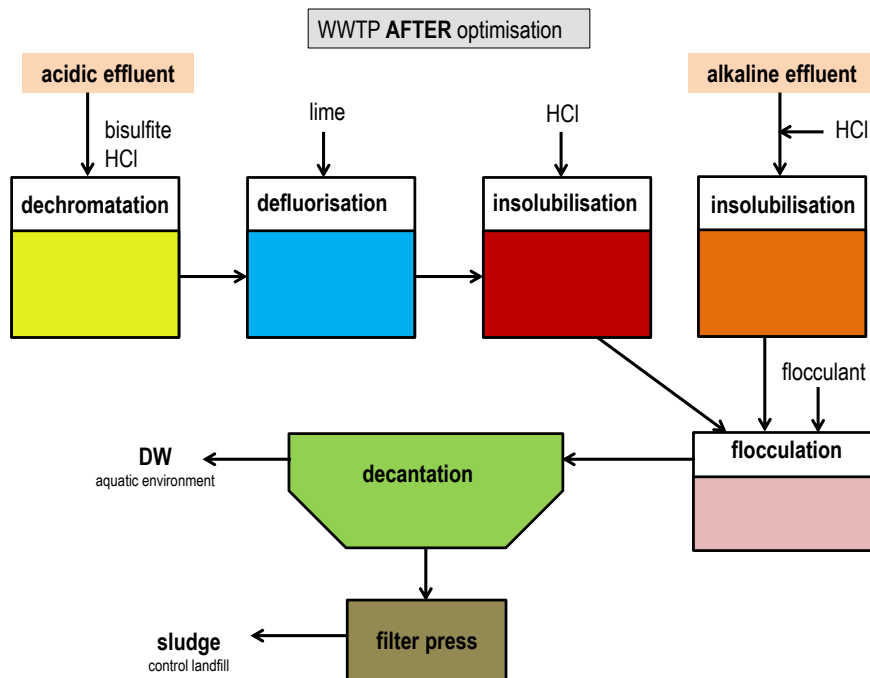 WWTP AFTER optimisation
acidic effluent
alkaline effluent
bisulfite
HCl
lime
HCl
HCl
dechromatation
defluorisation
insolubilisation
insolubilisation
flocculant
flocculation
decantation
DW
aquatic environment
filter press
sludge
control landfill